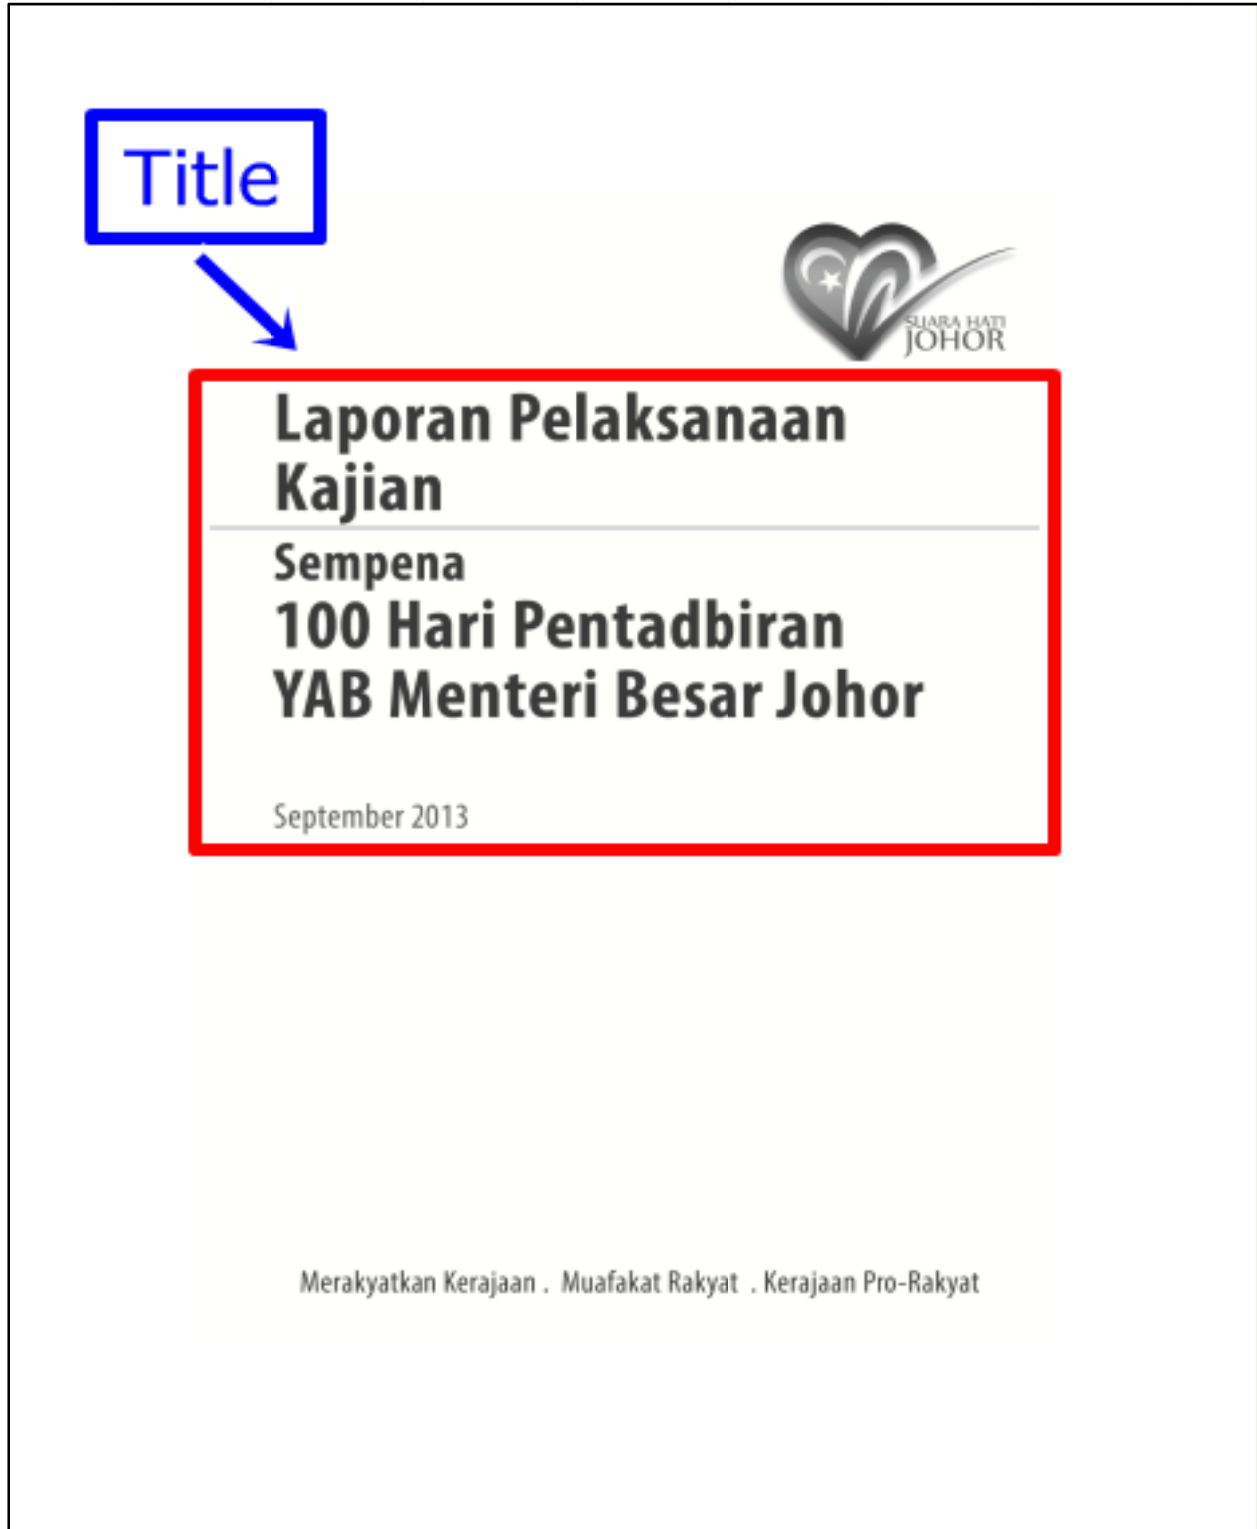 Title
SUARA HATI
JOHOR
Laporan Pelaksanaan
Kajian
Sempena
100 Hari Pentadbiran
YAB Menteri Besar Johor
September 2013
Merakyatkan Kerajaan . Muafakat Rakyat . Kerajaan Pro-Rakyat